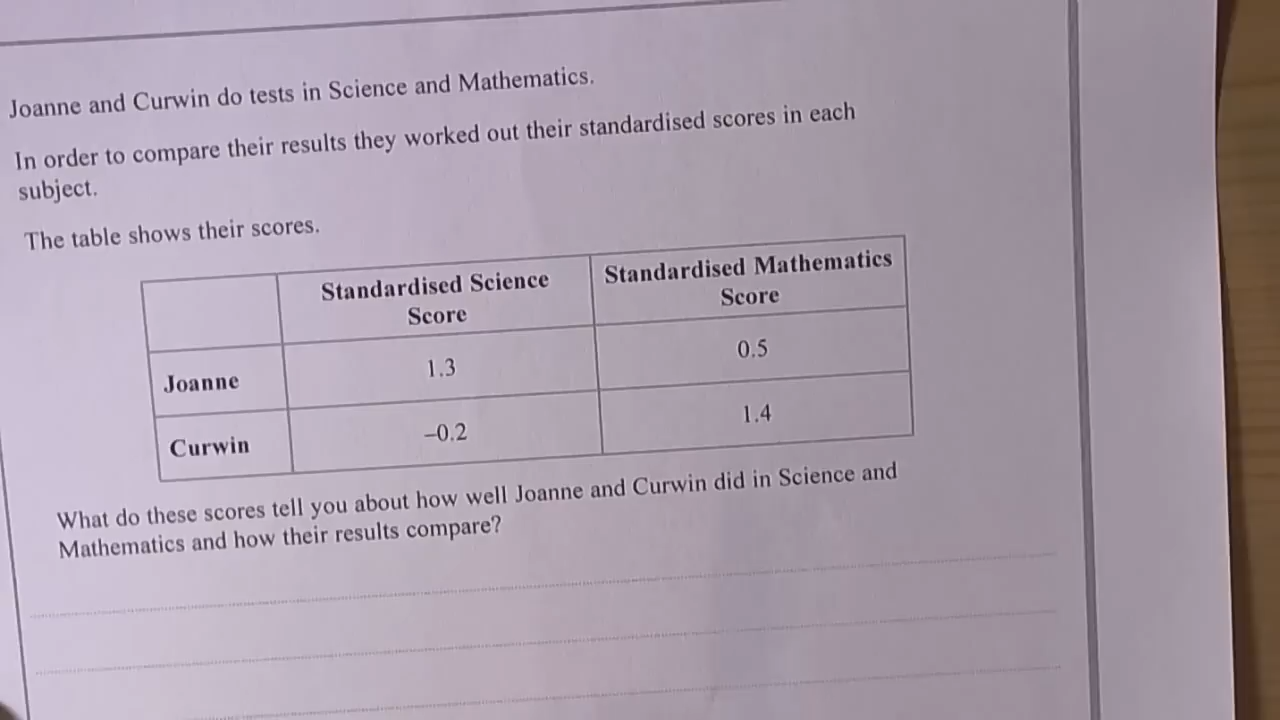 Joanne and Curwin do tests in Science and Mathematics.
In order to compare their results they worked out their standardised scores in each
subject.
The table shows their scores.
Standardised Science
Score
Standardised Mathematics
Score
Joanne
1.3
0.5
Curwin
–0.2
1.4
What do these scores tell you about how well Joanne and Curwin did in Science and
Mathematics and how their results compare?